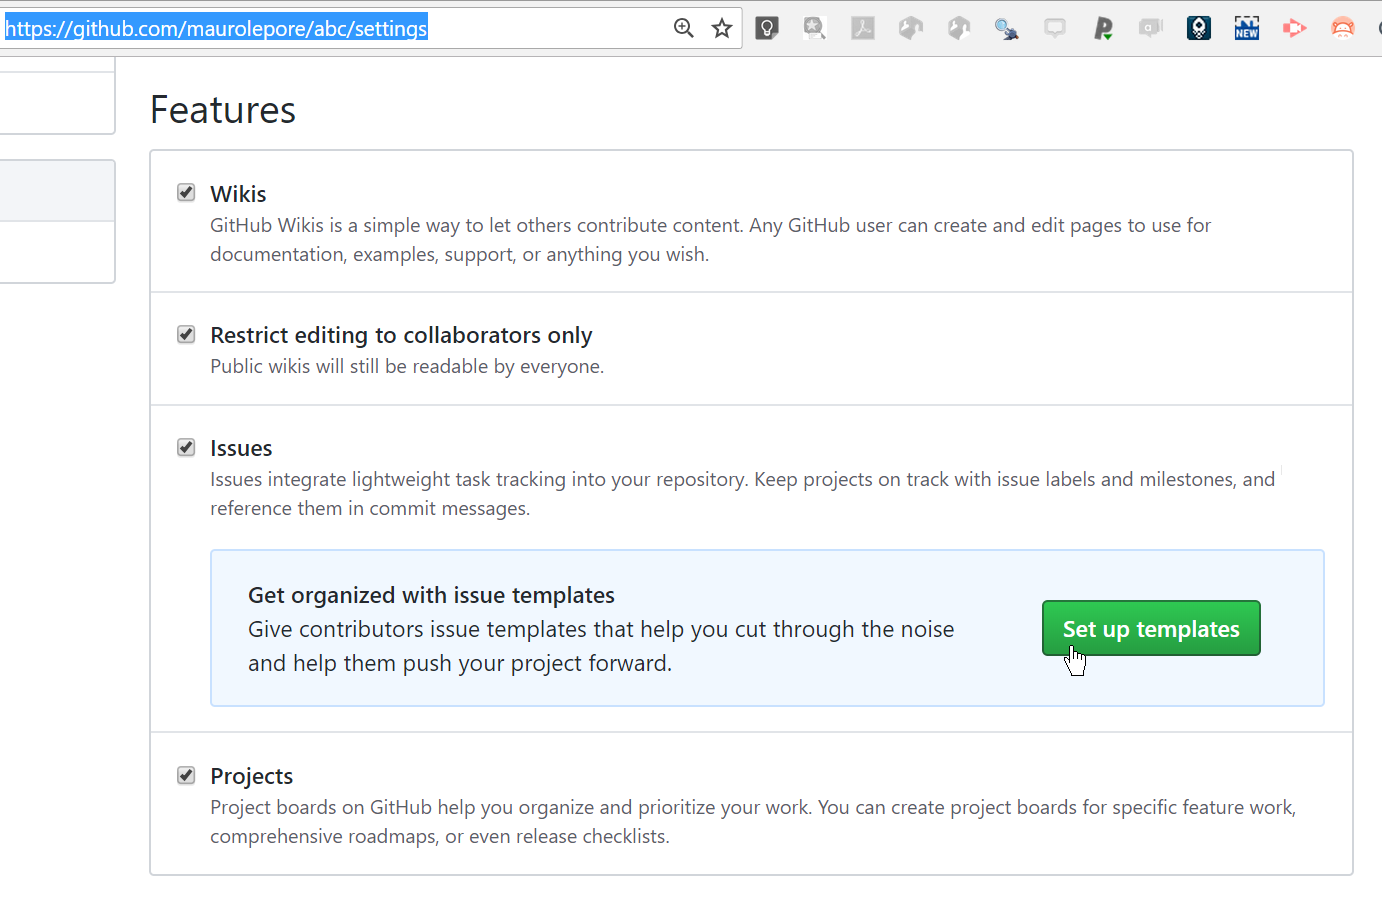 https://github.com/maurolepore/abc/settings
NEW
Features
Wikis
GitHub Wikis is a simple way to let others contribute content. Any GitHub user can create and edit pages to use for
documentation, examples, support, or anything you wish.
Restrict editing to collaborators only
Public wikis will still be readable by everyone.
Issues
Issues integrate lightweight task tracking into your repository. Keep projects on track with issue labels and milestones, and
reference them in commit messages.
Get organized with issue templates
Give contributors issue templates that help you cut through the noise
and help them push your project forward.
Set up templates
Projects
Project boards on GitHub help you organize and prioritize your work. You can create project boards for specific feature work,
comprehensive roadmaps, or even release checklists.